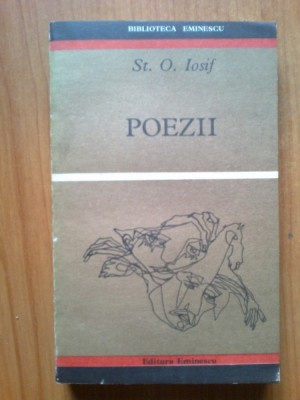 BIBLIOTECA EMINESCU
St. O. Iosif
POEZII
Editura Eminescu